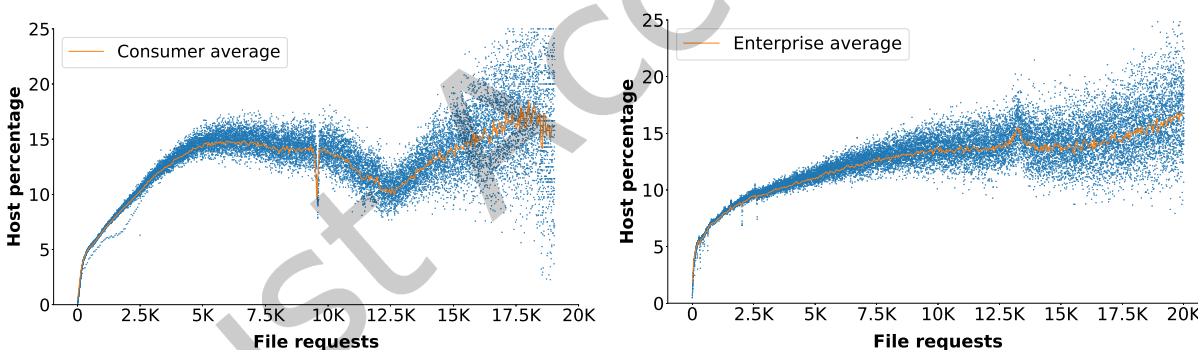 25
20
15
10
5
0
Host percentage
Consumer average
0 2.5K 5K 7.5K 10K 12.5K 15K 17.5K 20K
File requests
25
20
15
10
5
0
Host percentage
Enterprise average
0 2.5K 5K 7.5K 10K 12.5K 15K 17.5K 20K
File requests
ust Acc